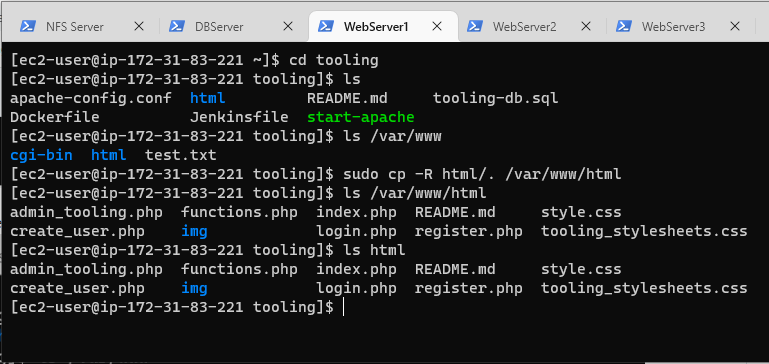 NFS Server DBServer WebServer1 WebServer2 WebServer3
[ec2-user@ip-172-31-83-221 ~]$ cd tooling
[ec2-user@ip-172-31-83-221 tooling]$ ls
apache-config.conf html README.md tooling-db.sql
Dockerfile Jenkinsfile start-apache
[ec2-user@ip-172-31-83-221 tooling]$ ls /var/www
cgi-bin html test.txt
[ec2-user@ip-172-31-83-221 tooling]$ sudo cp -R html/. /var/www/html
[ec2-user@ip-172-31-83-221 tooling]$ ls /var/www/html
admin_tooling.php functions.php index.php README.md style.css
create_user.php img login.php register.php tooling_stylesheets.css
[ec2-user@ip-172-31-83-221 tooling]$ ls html
admin_tooling.php functions.php index.php README.md style.css
create_user.php img login.php register.php tooling_stylesheets.css
[ec2-user@ip-172-31-83-221 tooling]$